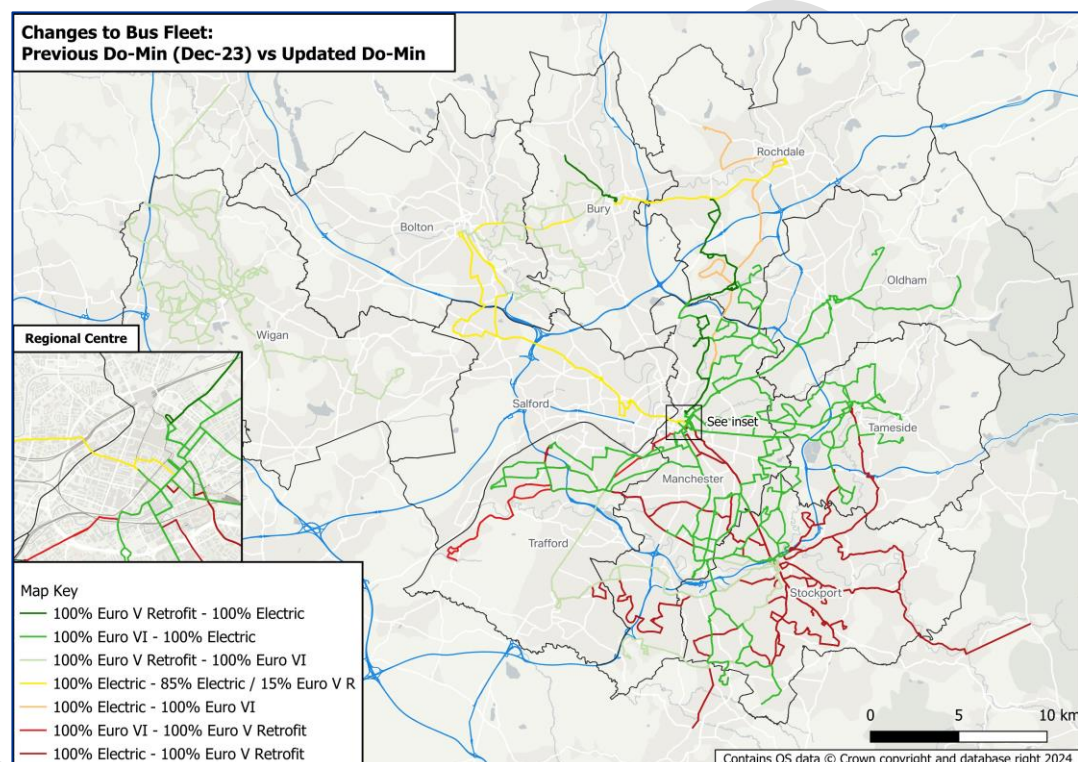 Changes to Bus Fleet:
Previous Do-Min (Dec-23) vs Updated Do-Min
Rochdale
Bury
Bolton
Oldham
Wigan
Regional Centre
Salford
See inset
Tameside
Manchester
Trafford
Stockport
Map Key
100% Euro V Retrofit - 100% Electric
100% Euro VI - 100% Electric
100% Euro V Retrofit - 100% Euro VI
100% Electric - 85% Electric / 15% Euro V R
100% Electric - 100% Euro VI
100% Euro VI - 100% Euro V Retrofit
100% Electric - 100% Euro V Retrofit
0 5 10 km
Contains OS data © Crown copyright and database right 2024